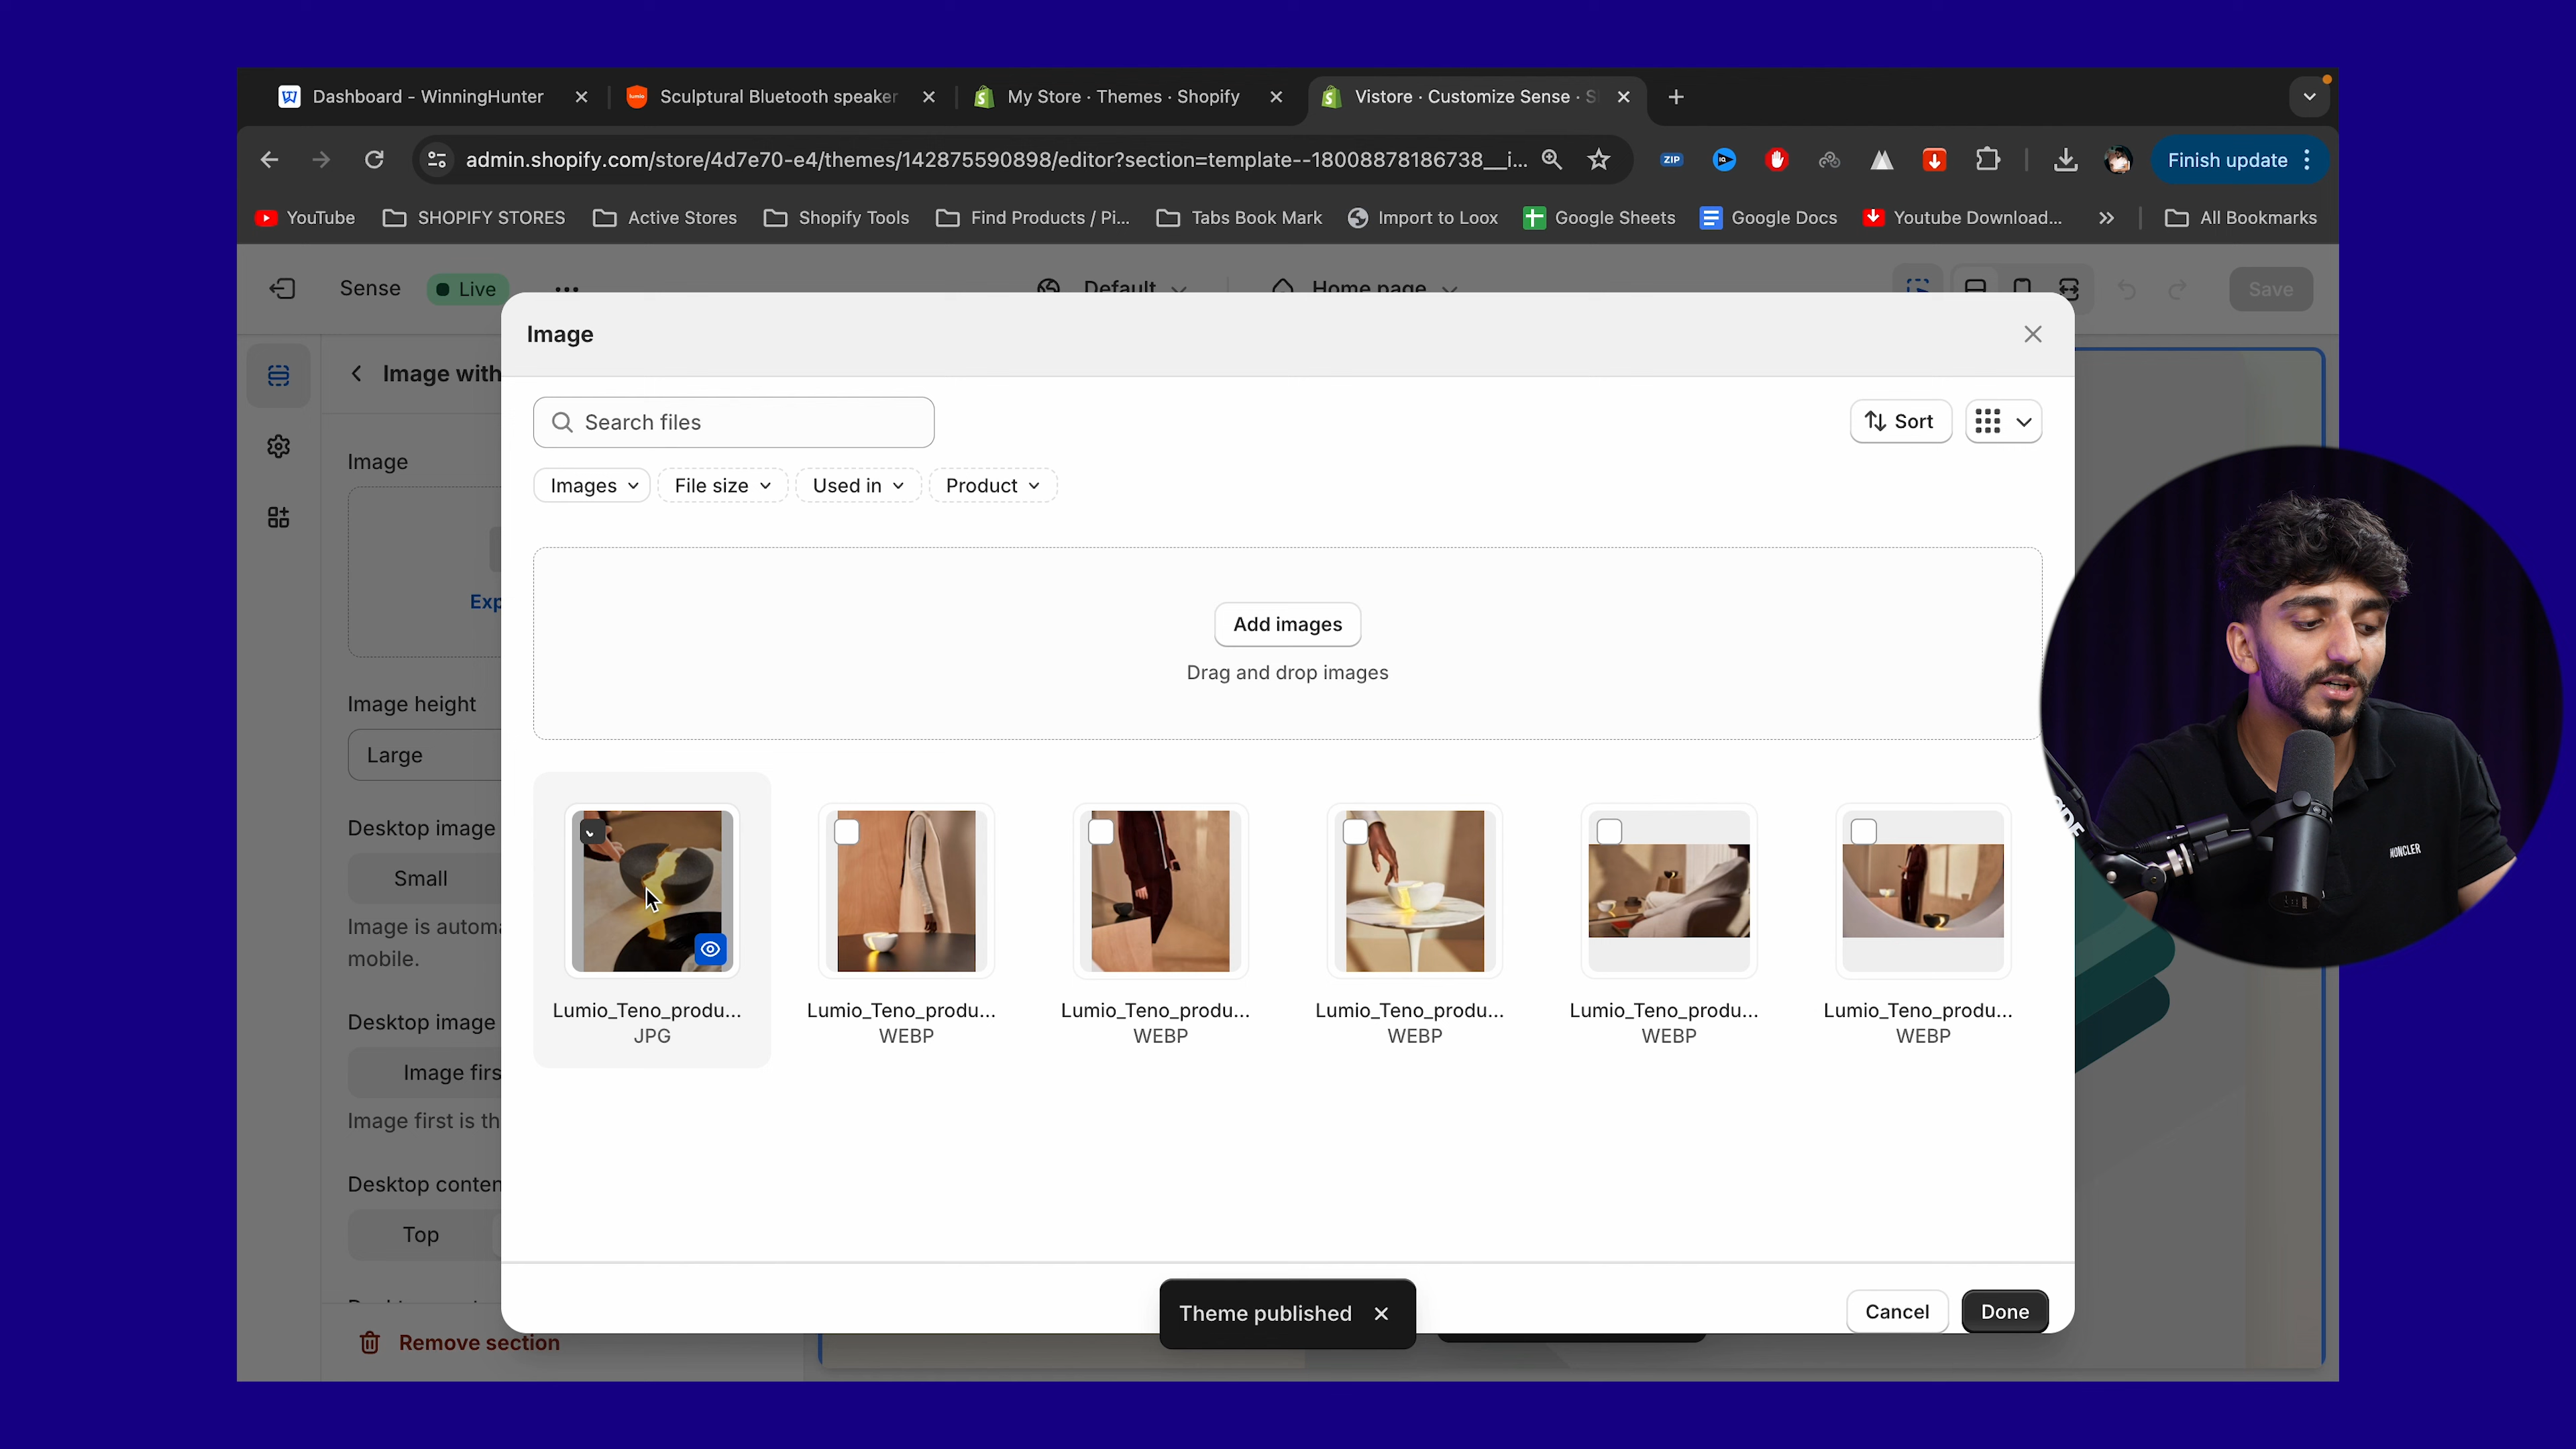 Dashboard - WinningHunter
Sculptural Bluetooth speaker
My Store · Themes · Shopify
Vistore · Customize Sense · S
admin.shopify.com/store/4d7e70-e4/themes/142875590898/editor?section=template--18008878186738__i...
ZIP
Finish update
YouTube
SHOPIFY STORES
Active Stores
Shopify Tools
Find Products / Pi...
Tabs Book Mark
Import to Loox
Google Sheets
Google Docs
Youtube Download...
All Bookmarks
Sense
Live
Default
Home page
Save
Image with
Image
Exp
Image height
Large
Desktop image
Small
Image is automa
mobile.
Desktop image
Image firs
Image first is th
Desktop conten
Top
Remove section
Image
Search files
Sort
Images
File size
Used in
Product
Add images
Drag and drop images
Lumio_Teno_produ...
JPG
Lumio_Teno_produ...
WEBP
Lumio_Teno_produ...
WEBP
Lumio_Teno_produ...
WEBP
Lumio_Teno_produ...
WEBP
Lumio_Teno_produ...
WEBP
Theme published
Cancel
Done
MONCLER